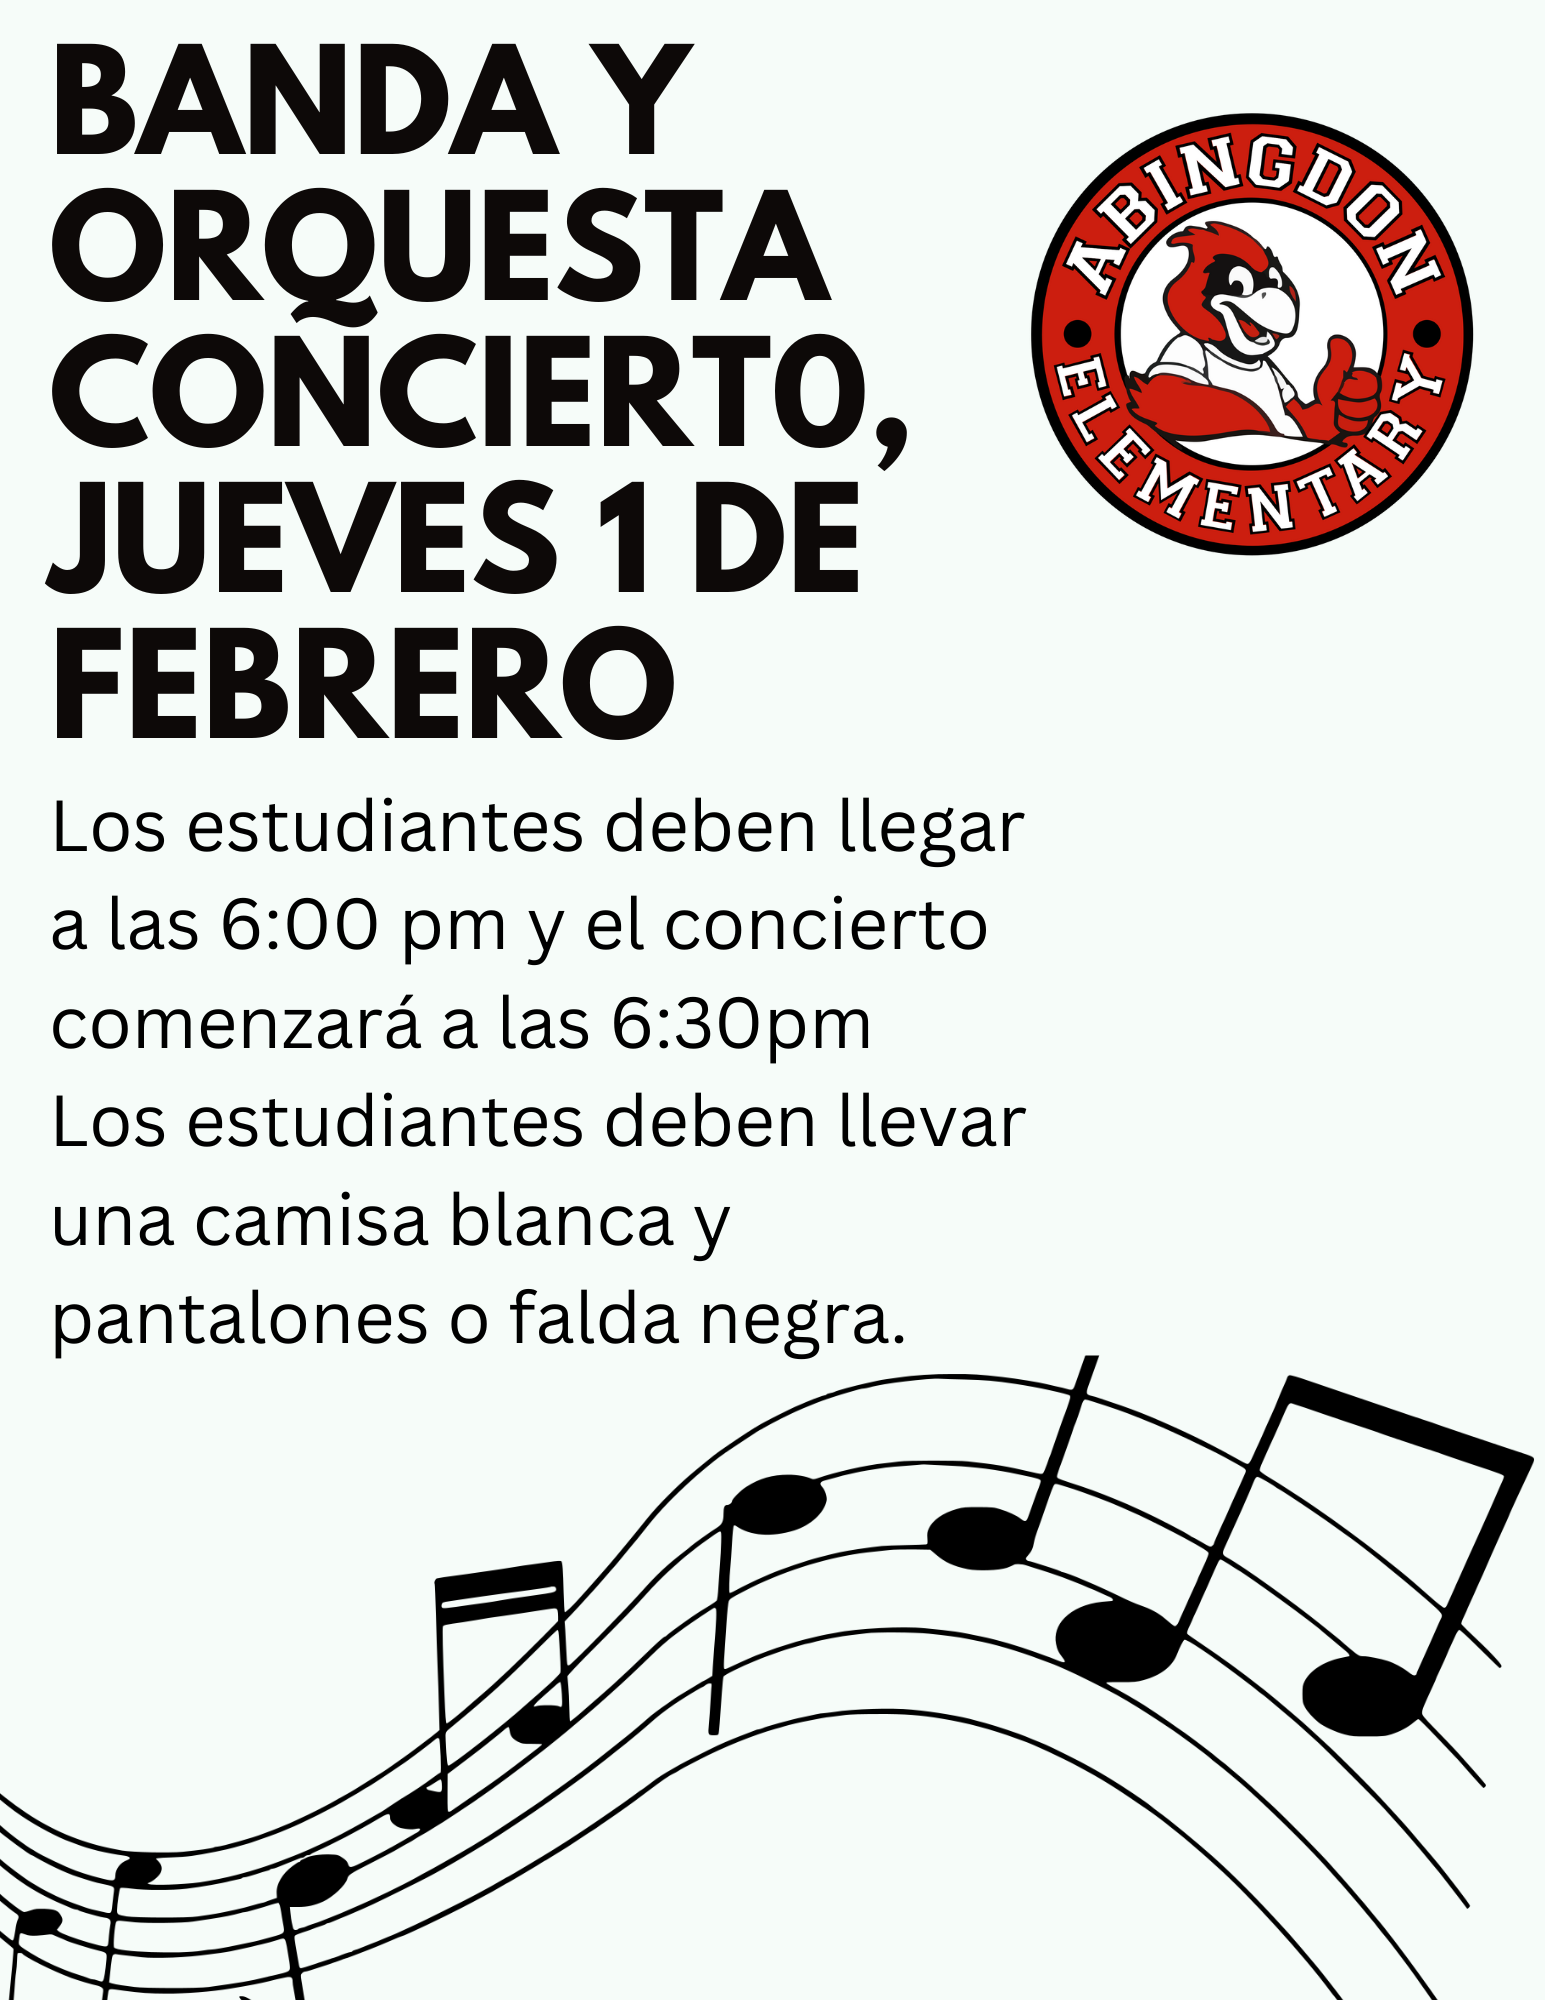 BANDA Y
ORQUESTA
CONCIERT0,
JUEVES 1 DE
FEBRERO
ABINGDON
ELEMENTARY
Los estudiantes deben llegar
a las 6:00 pm y el concierto
comenzará a las 6:30pm
Los estudiantes deben llevar
una camisa blanca y
pantalones o falda negra.